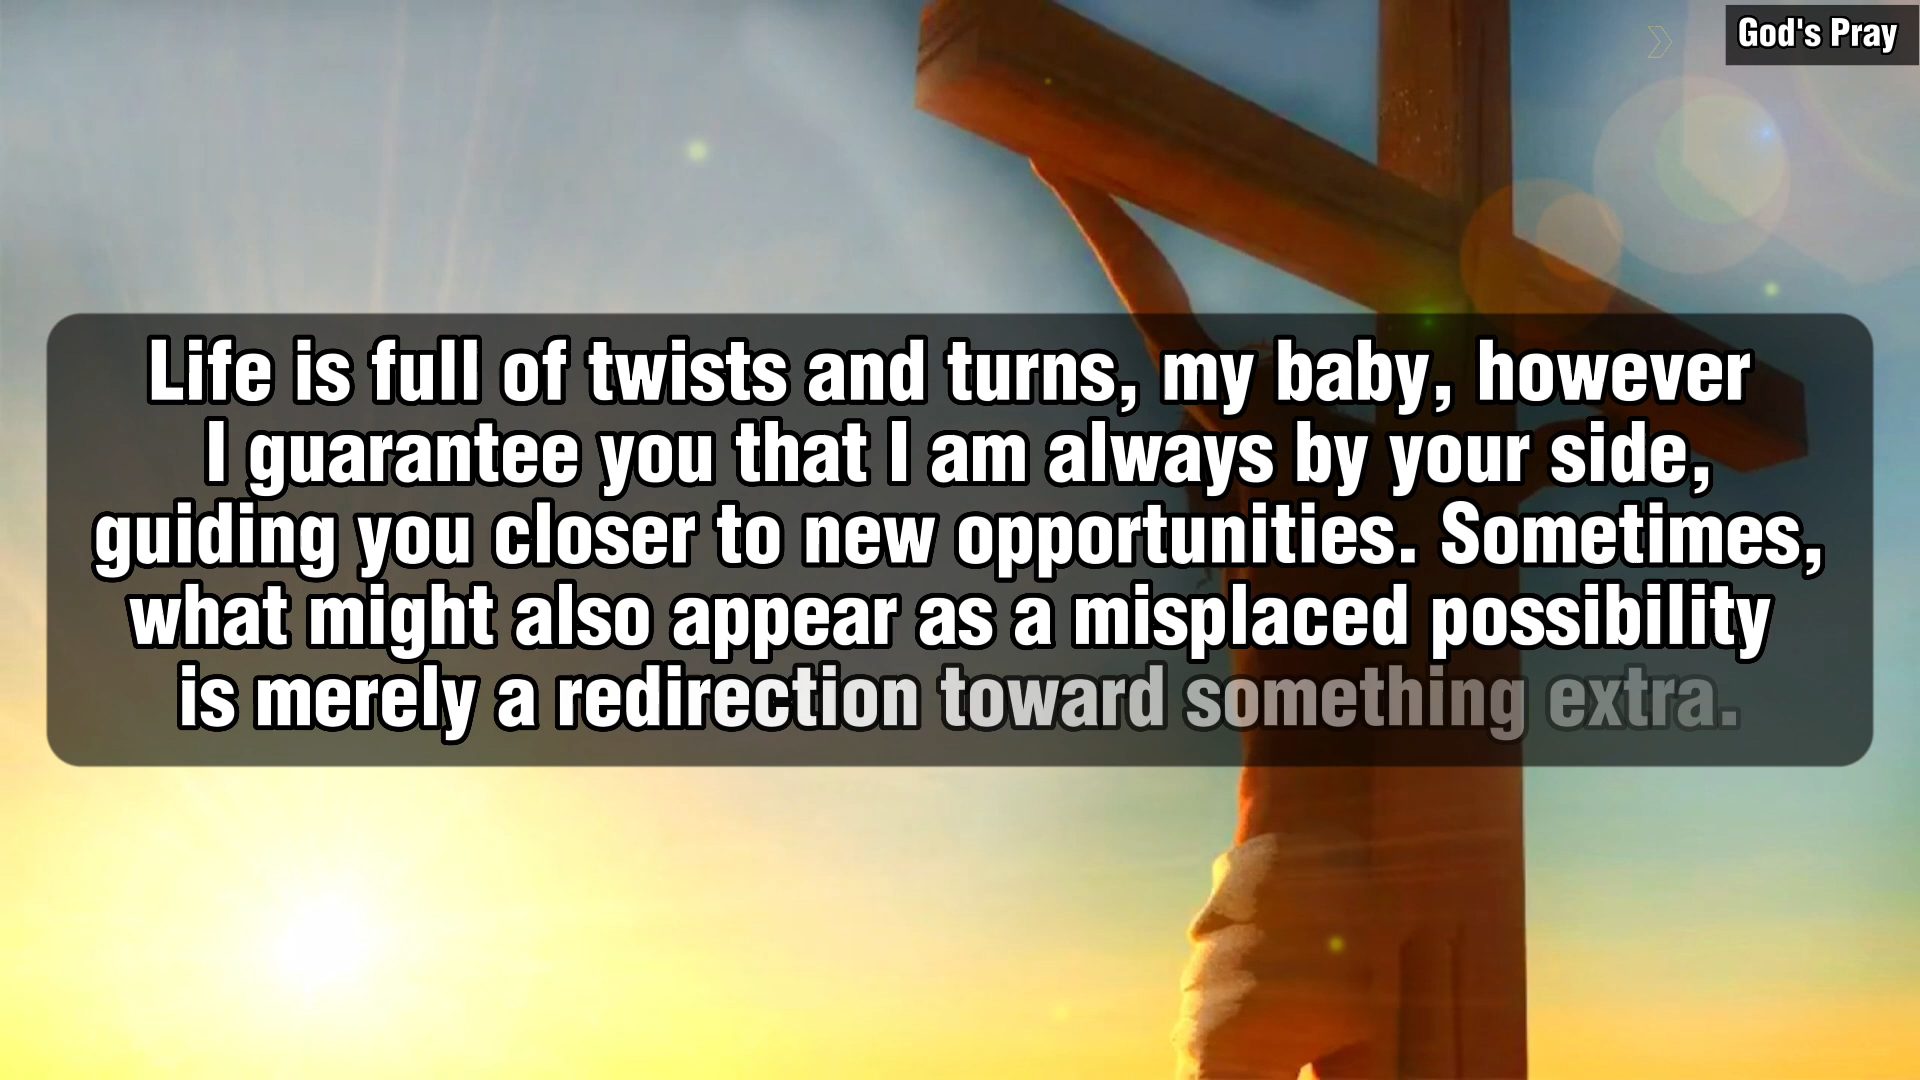 God's Pray
Life is full of twists and turns, my baby, however
I guarantee you that I am always by your side,
guiding you closer to new opportunities. Sometimes,
what might also appear as a misplaced possibility
is merely a redirection toward something extra.